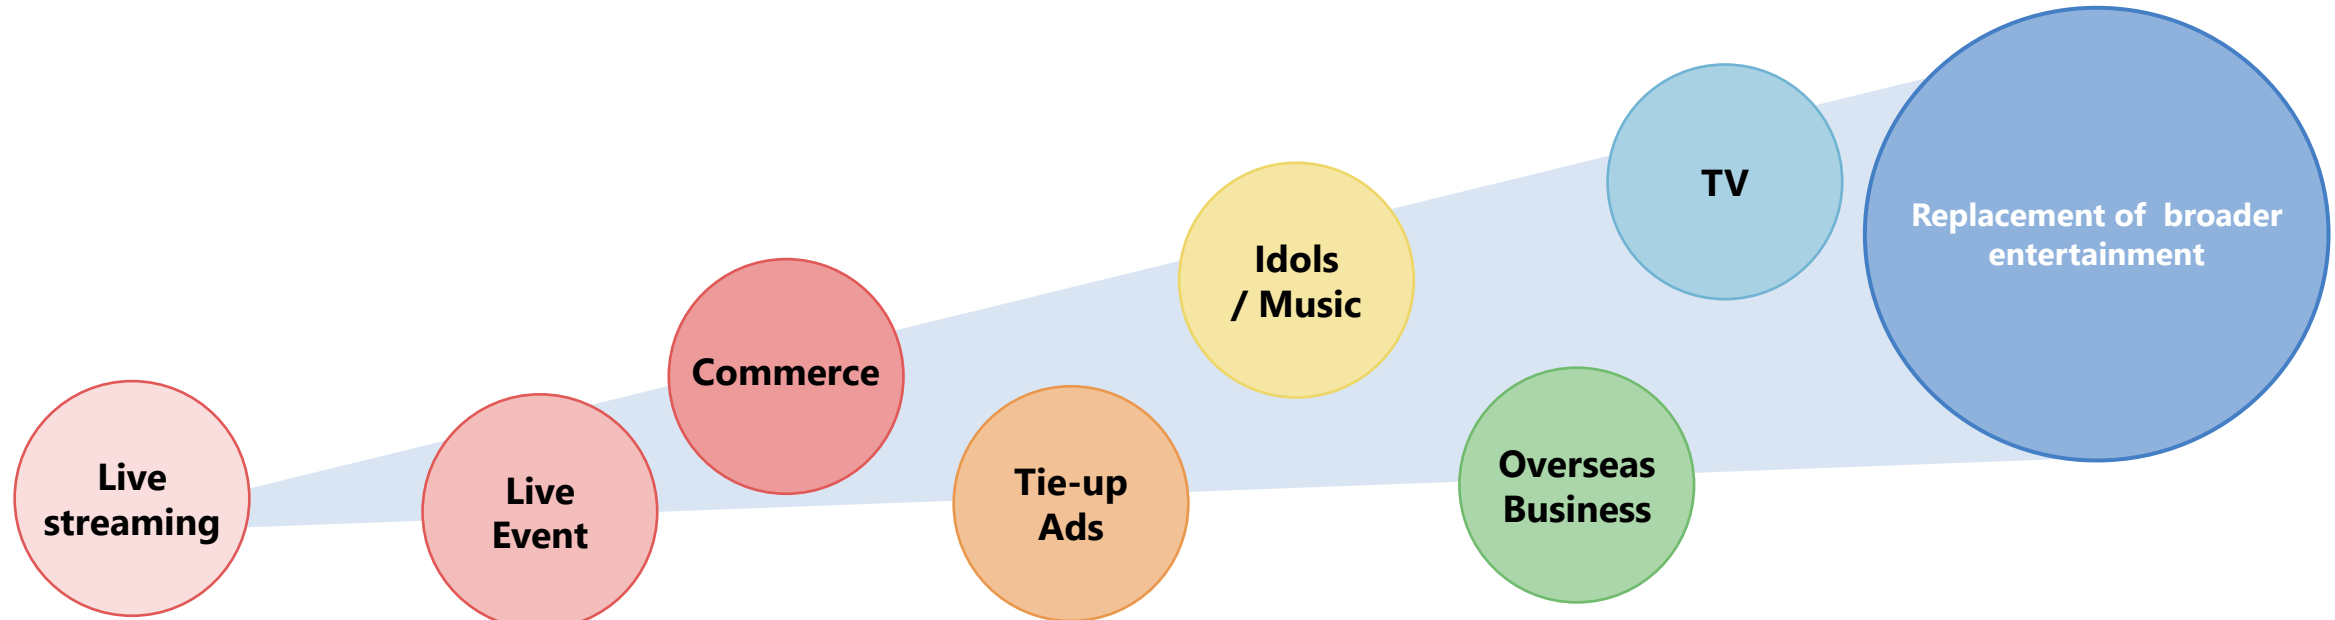 Live
streaming
Live
Event
Commerce
Tie-up
Ads
Idols
/ Music
Overseas
Business
TV
Replacement of  broader
entertainment